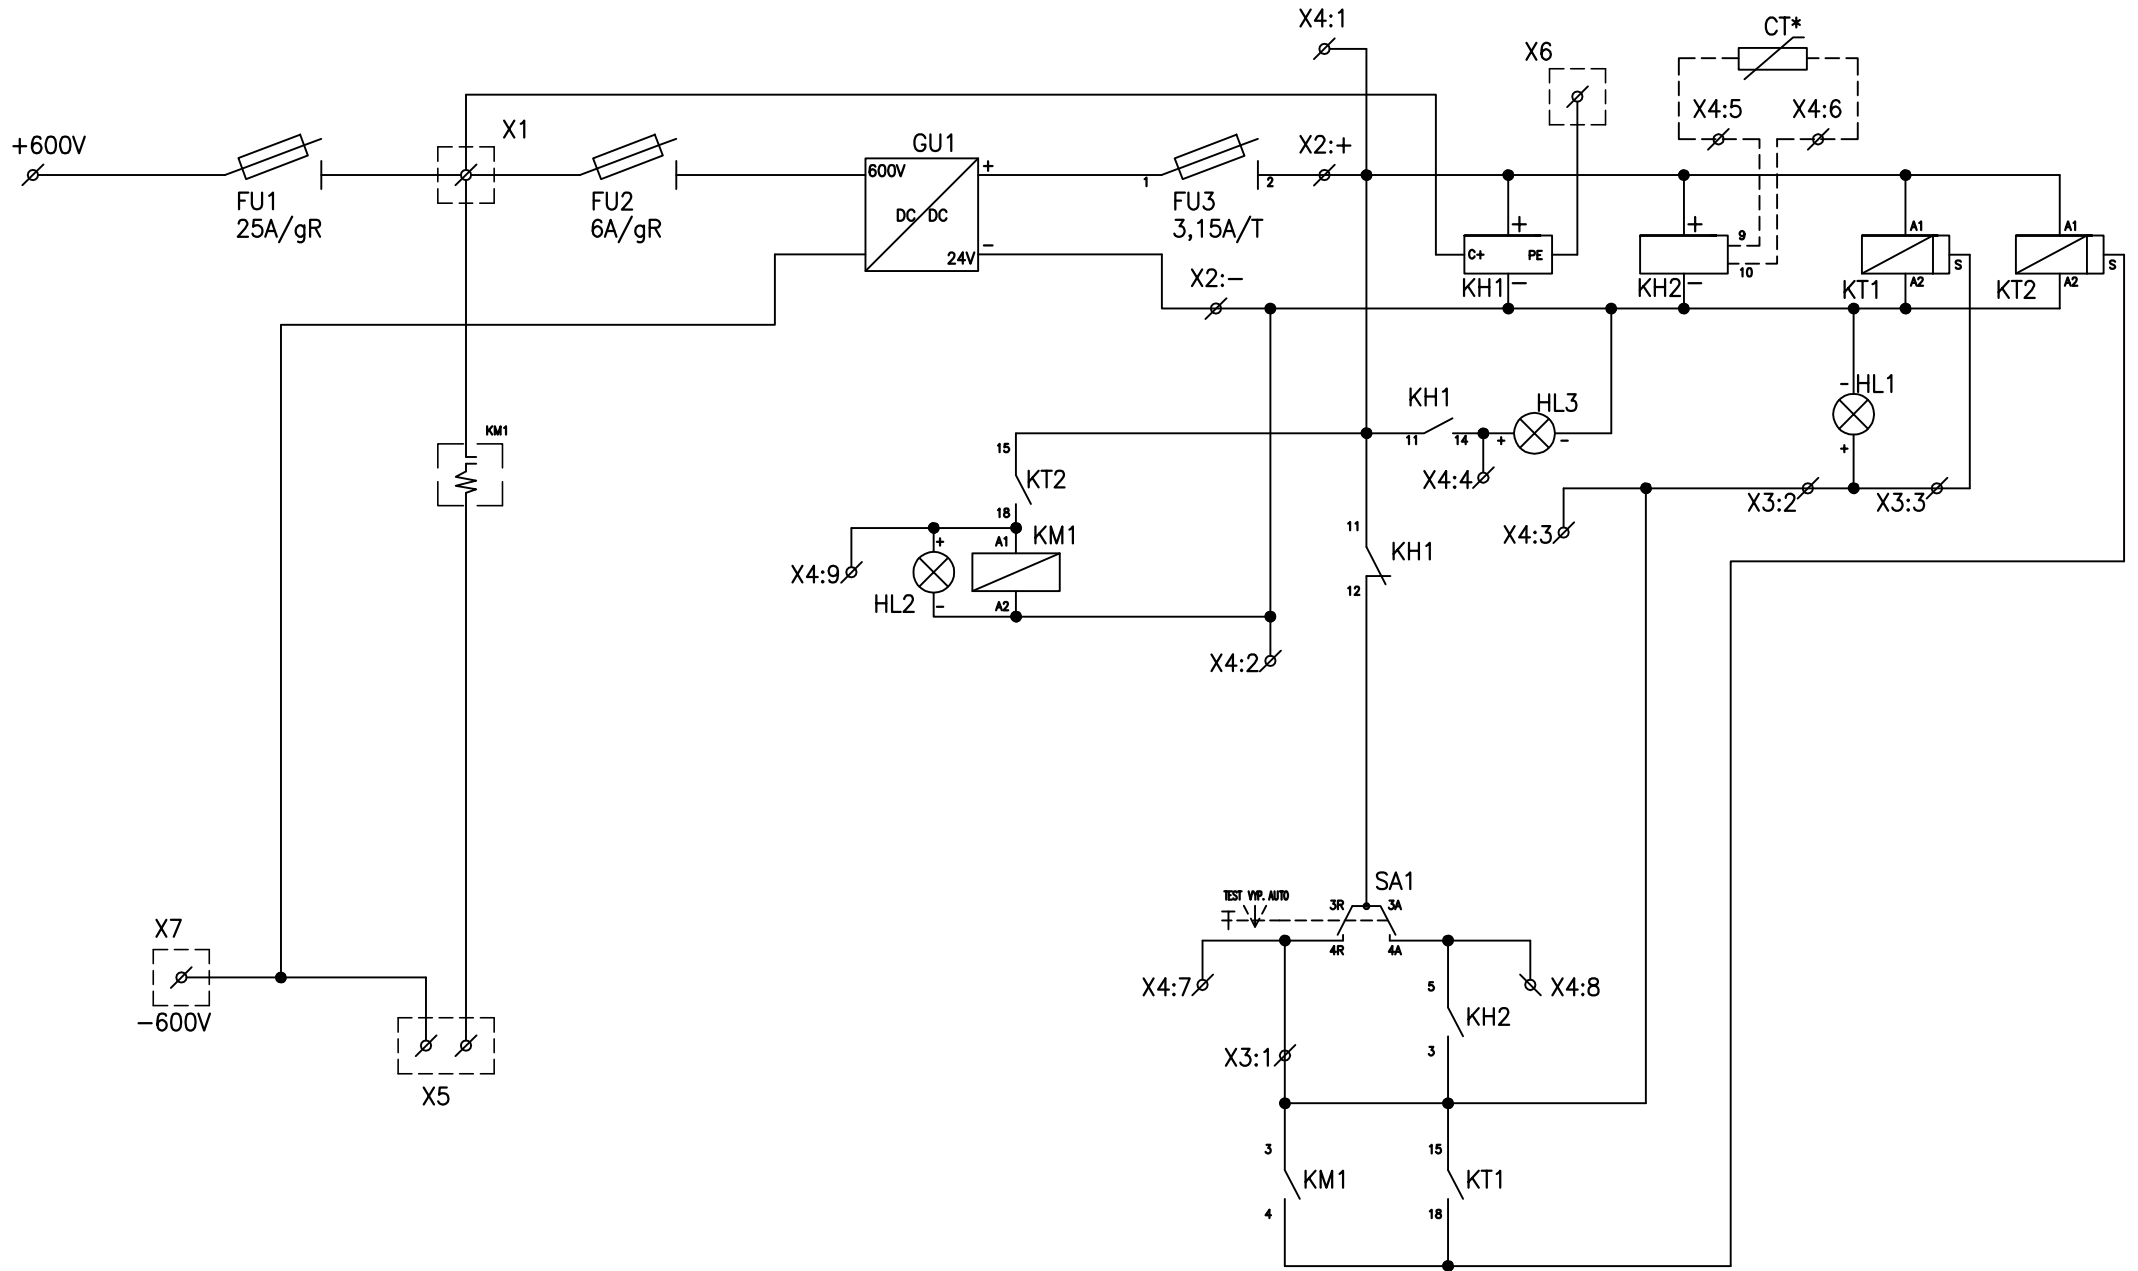 X4:1
CT*
X6
X4:5
X4:6
X1
+600V
GU1
X2:+
600V
+
DC
DC
24V
−
FU1
25A/gR
FU2
6A/gR
1
2
FU3
3,15A/T
+
C+
PE
KH1
−
+
9
10
KH2
−
A1
S
KT1
A2
A1
S
KT2
A2
X2:−
KM1
KH1
11
14
+
HL3
−
X4:4
-
HL1
+
X3:2
X3:3
X4:3
15
KT2
18
A1
KM1
+
X4:9
HL2
−
A2
X4:2
11
KH1
12
SA1
TEST VYP. AUTO
3R
3A
4R
4A
X7
−600V
X4:7
X4:8
5
KH2
3
X3:1
X5
3
KM1
4
15
KT1
18